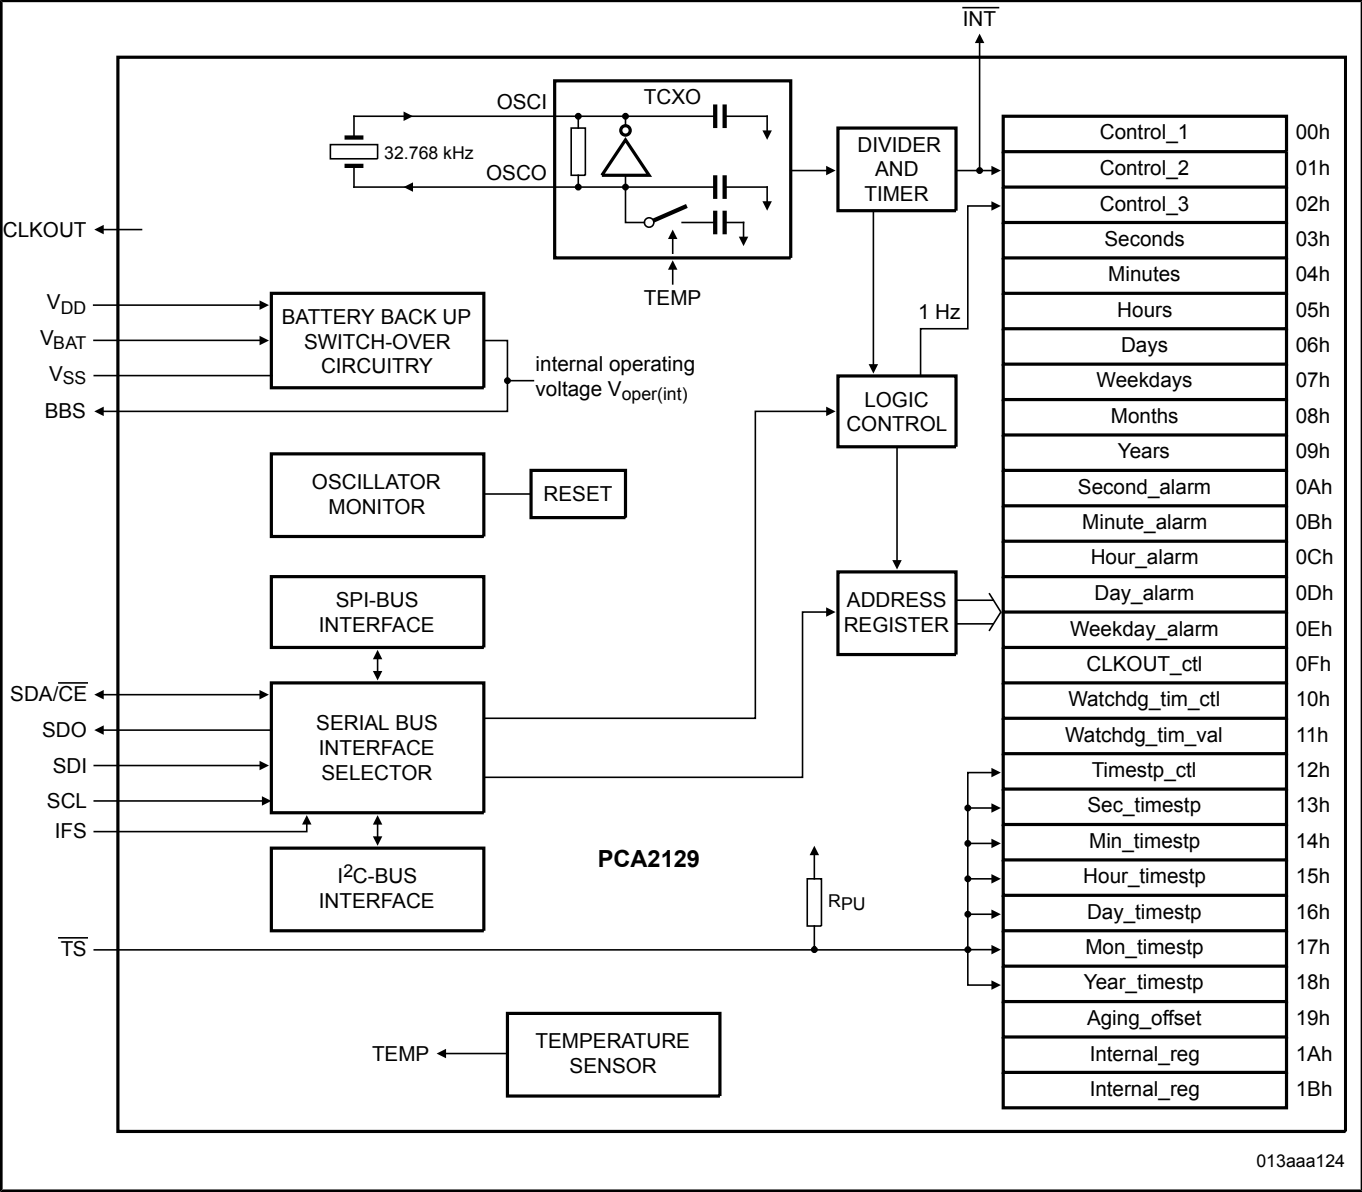 INT
OSCI
TCXO
32.768 kHz
OSCO
TEMP
DIVIDER
AND
TIMER
CLKOUT
VDD
VBAT
VSS
BBS
BATTERY BACK UP
SWITCH-OVER
CIRCUITRY
internal operating
voltage Voper(int)
1 Hz
LOGIC
CONTROL
OSCILLATOR
MONITOR
RESET
SPI-BUS
INTERFACE
ADDRESS
REGISTER
SDA/CE
SDO
SDI
SCL
IFS
SERIAL BUS
INTERFACE
SELECTOR
I2C-BUS
INTERFACE
PCA2129
RPU
TS
TEMP
TEMPERATURE
SENSOR
Control_1 00h
Control_2 01h
Control_3 02h
Seconds 03h
Minutes 04h
Hours 05h
Days 06h
Weekdays 07h
Months 08h
Years 09h
Second_alarm 0Ah
Minute_alarm 0Bh
Hour_alarm 0Ch
Day_alarm 0Dh
Weekday_alarm 0Eh
CLKOUT_ctl 0Fh
Watchdg_tim_ctl 10h
Watchdg_tim_val 11h
Timestp_ctl 12h
Sec_timestp 13h
Min_timestp 14h
Hour_timestp 15h
Day_timestp 16h
Mon_timestp 17h
Year_timestp 18h
Aging_offset 19h
Internal_reg 1Ah
Internal_reg 1Bh
013aaa124